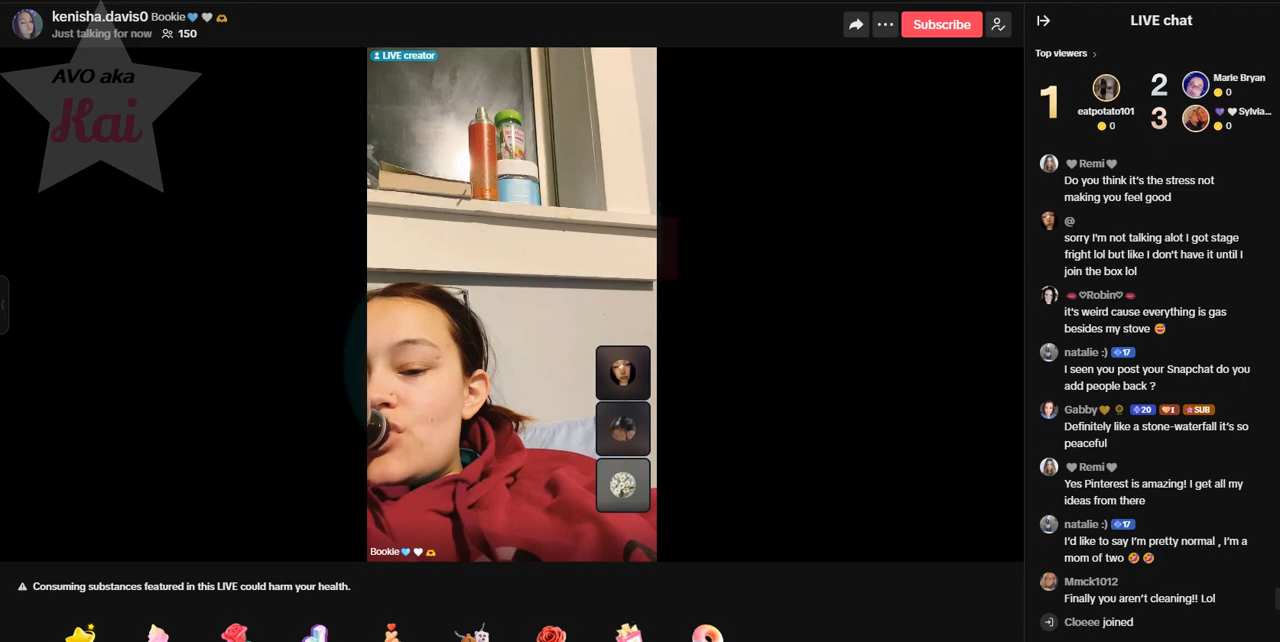 kenisha.davis0 Bookie🩵🤍🫶
Just talking for now 150
Subscribe
LIVE chat
AVO aka
Kai
LIVE creator
Top viewers
1
eatpotato101
0
2
Marie Bryan
0
3
💜🤍Sylvia...
0
🖤Remi🖤
Do you think it's the stress not
making you feel good
@
sorry I'm not talking alot I got stage
fright lol but like I don't have it until I
join the box lol
🫦♡Robin♡🫦
it's weird cause everything is gas
besides my stove 🥰
natalie :) 17
I seen you post your Snapchat do you
add people back ?
Gabby💛🌻 20 I SUB
Definitely like a stone-waterfall it's so
peaceful
🖤Remi🖤
Yes Pinterest is amazing! I get all my
ideas from there
natalie :) 17
I'd like to say I'm pretty normal , I'm a
mom of two 🤣🤣
Mmck1012
Finally you aren't cleaning!! Lol
Cloeee joined
Bookie🩵🤍🫶
Consuming substances featured in this LIVE could harm your health.